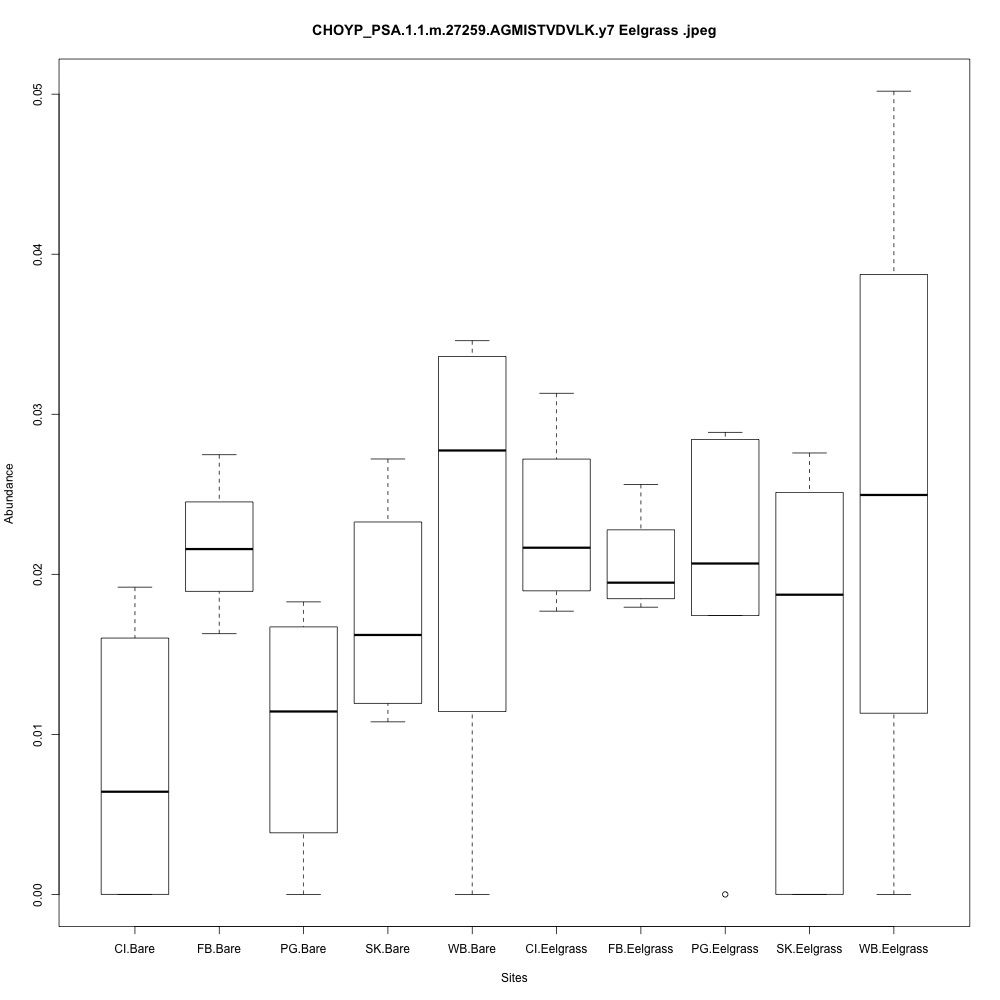 CHOYP_PSA.1.1.m.27259.AGMISTVDVLK.y7 Eelgrass .jpeg
Abundance
0.05
0.04
0.03
0.02
0.01
0.00
CI.Bare FB.Bare PG.Bare SK.Bare WB.Bare CI.Eelgrass FB.Eelgrass PG.Eelgrass SK.Eelgrass WB.Eelgrass
Sites